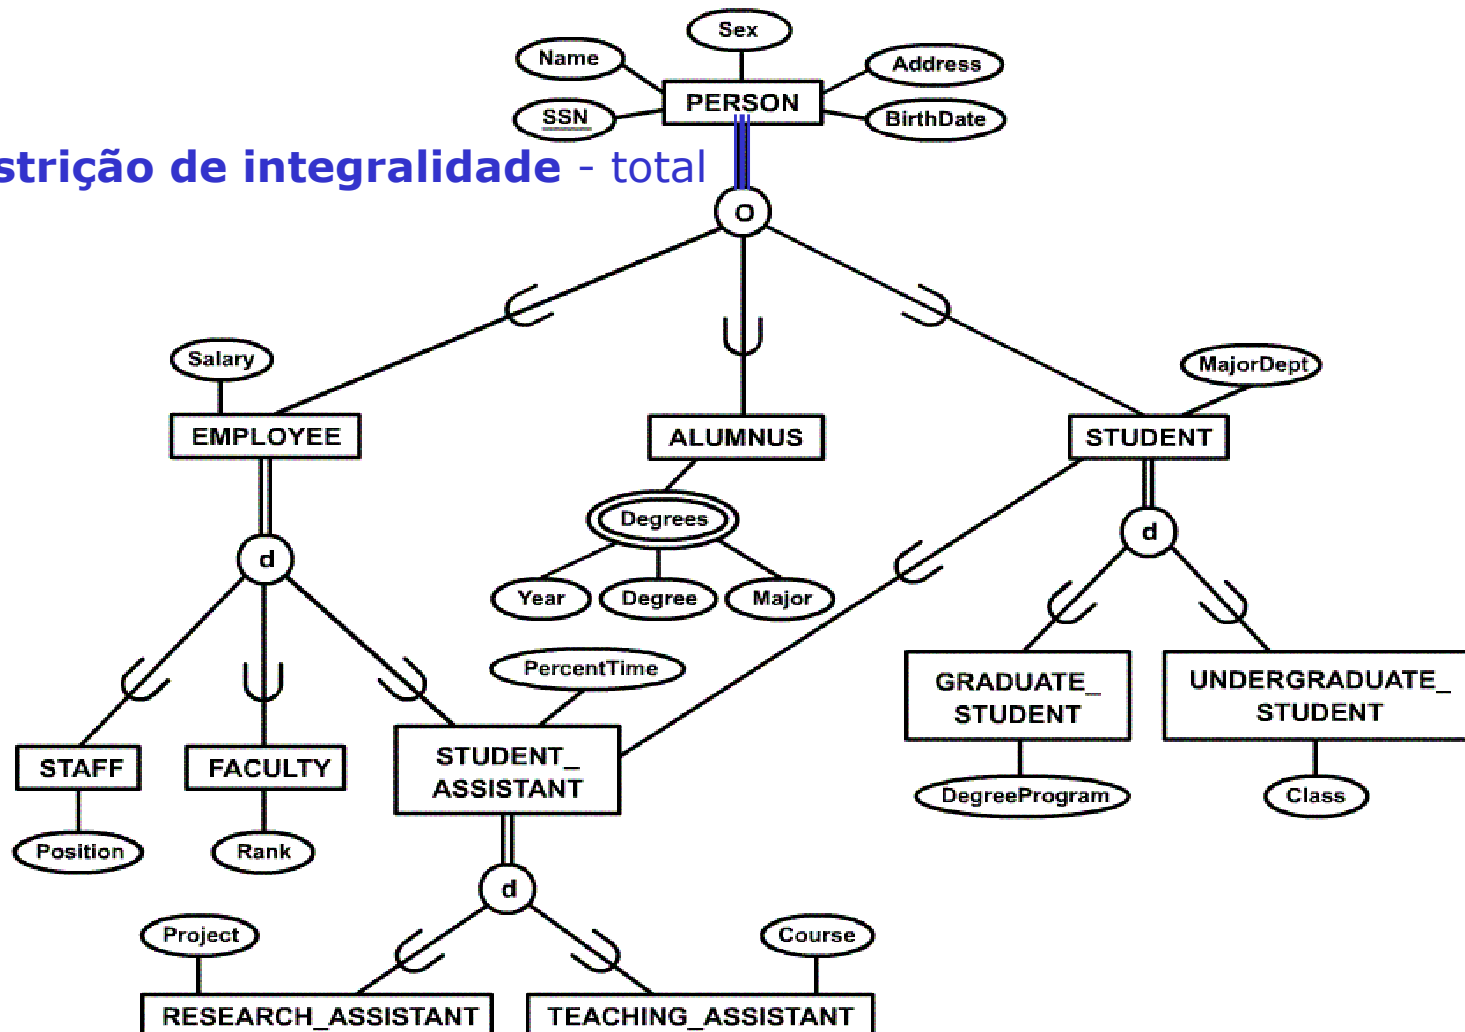 Sex
Name
Address
PERSON
SSN
BirthDate
strição de integralidade - total
O
Salary
MajorDept
EMPLOYEE
ALUMNUS
STUDENT
Degrees
d
d
Year
Degree
Major
PercentTime
GRADUATE_
STUDENT
UNDERGRADUATE_
STUDENT
STAFF
FACULTY
STUDENT_
ASSISTANT
DegreeProgram
Class
Position
Rank
d
Project
Course
RESEARCH_ASSISTANT
TEACHING_ASSISTANT